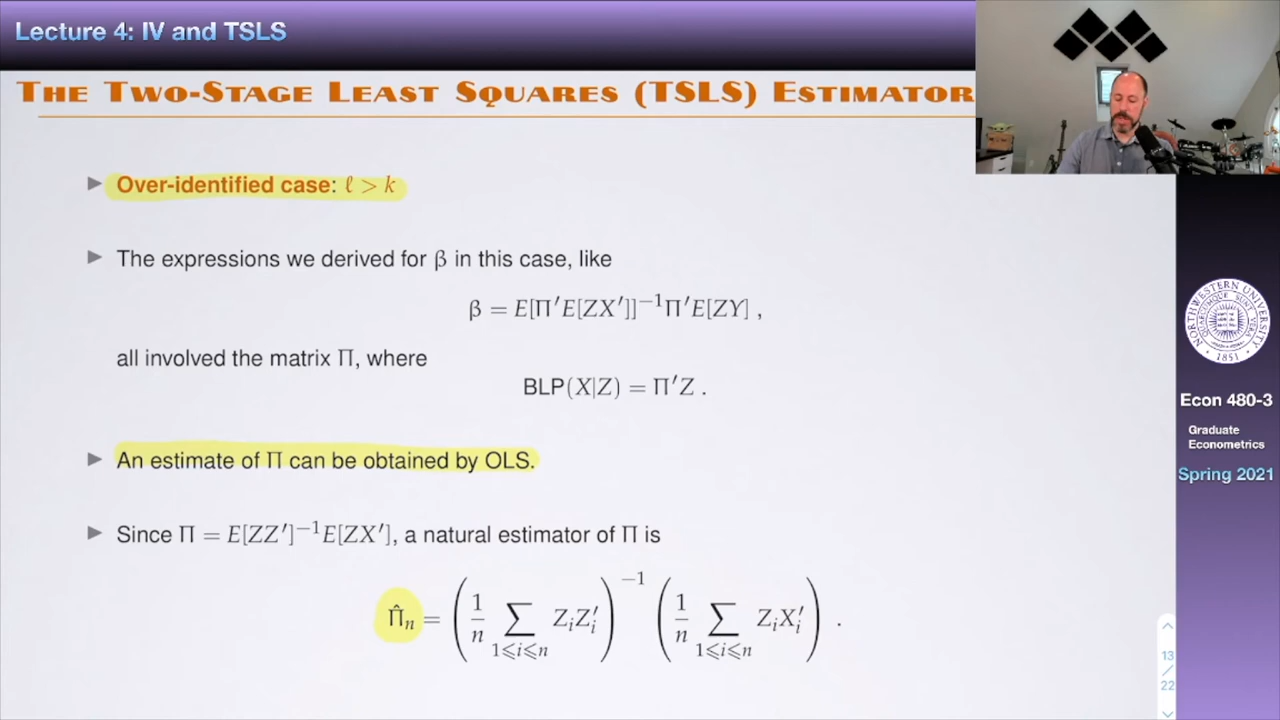 Lecture 4: IV and TSLS
THE TWO-STAGE LEAST SQUARES (TSLS) ESTIMATOR
▶ Over-identified case: ℓ > k
▶ The expressions we derived for β in this case, like
β = E[Π′E[ZX′]]⁻¹Π′E[ZY] ,
all involved the matrix Π, where
BLP(X|Z) = Π′Z .
▶ An estimate of Π can be obtained by OLS.
▶ Since Π = E[ZZ′]⁻¹E[ZX′], a natural estimator of Π is
Π̂ₙ = ( 1/n ∑_{1⩽i⩽n} ZᵢZᵢ′ )⁻¹ ( 1/n ∑_{1⩽i⩽n} ZᵢXᵢ′ ) .
NORTHWESTERN UNIVERSITY
1851
Econ 480-3
Graduate
Econometrics
Spring 2021
13
/
22